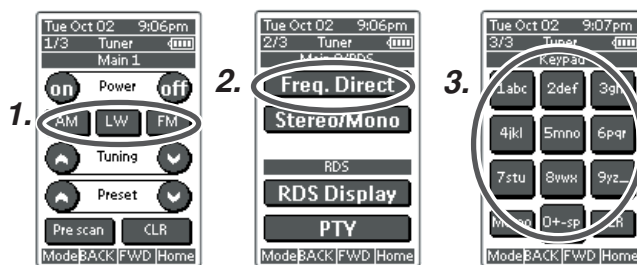 Tue Oct 02 9:06pm
1/3 Tuner
Main 1
on Power off
1.
AM LW FM
Tuning
Preset
Pre scan CLR
Mode BACK FWD Home
Tue Oct 02 9:06pm
2/3 Tuner
2.
Freq. Direct
Stereo/Mono
RDS
RDS Display
PTY
Mode BACK FWD Home
Tue Oct 02 9:07pm
3/3 Tuner
Keypad
3.
1abc 2def
4jkl 5mno 6pqr
7stu 8vwx 9yz_
0+-sp
Mode BACK FWD Home